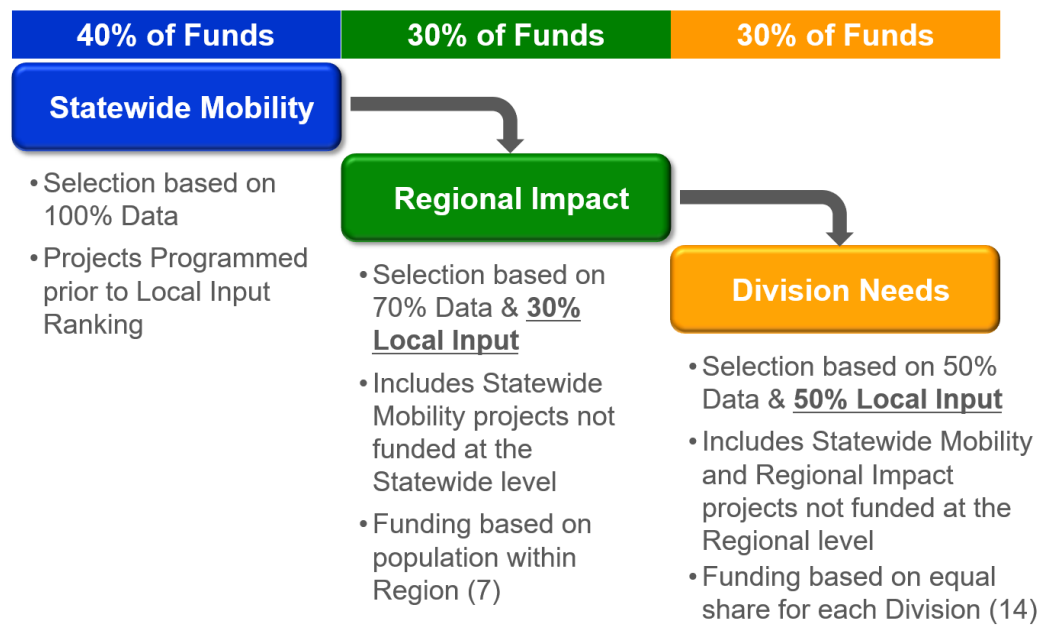 40% of Funds
30% of Funds
30% of Funds
Statewide Mobility
• Selection based on
100% Data
• Projects Programmed
prior to Local Input
Ranking
Regional Impact
• Selection based on
70% Data & 30%
Local Input
• Includes Statewide
Mobility projects not
funded at the
Statewide level
• Funding based on
population within
Region (7)
Division Needs
• Selection based on 50%
Data & 50% Local Input
• Includes Statewide Mobility
and Regional Impact
projects not funded at the
Regional level
• Funding based on equal
share for each Division (14)